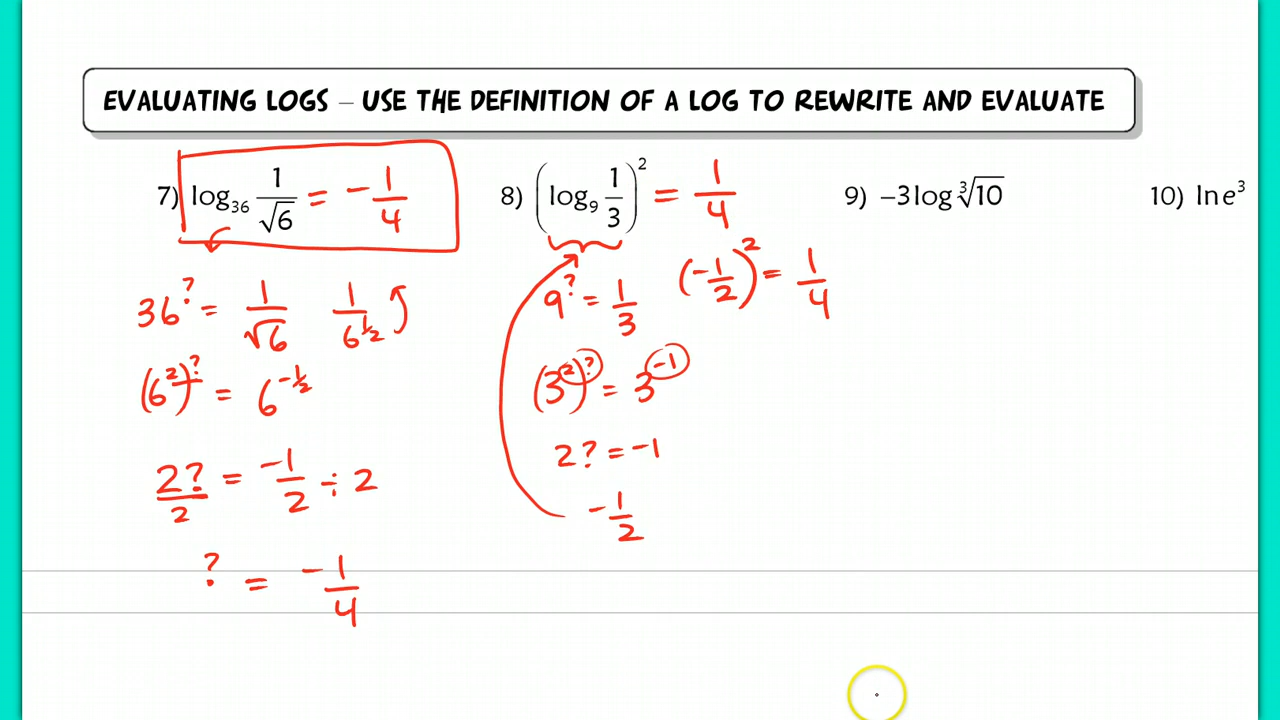 EVALUATING LOGS – USE THE DEFINITION OF A LOG TO REWRITE AND EVALUATE
7) log₃₆ 1/√6 = -1/4
36^? = 1/√6   1/6^(1/2)
(6²)^? = 6^(-1/2)
2?/2 = -1/2 ÷ 2
? = -1/4
8) (log₉ 1/3)² = 1/4
9^? = 1/3   (-1/2)² = 1/4
(3²)^? = 3^(-1)
2? = -1
-1/2
9) -3log ∛10
10) ln e³